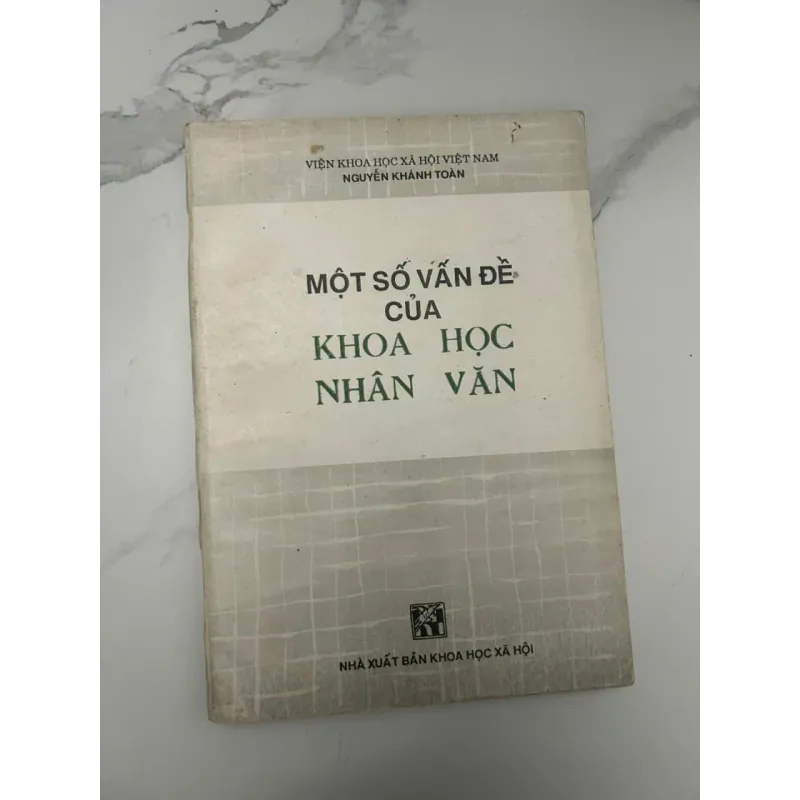 VIỆN KHOA HỌC XÃ HỘI VIỆT NAM
NGUYỄN KHÁNH TOÀN
MỘT SỐ VẤN ĐỀ
CỦA
KHOA HỌC
NHÂN VĂN
NHÀ XUẤT BẢN KHOA HỌC XÃ HỘI